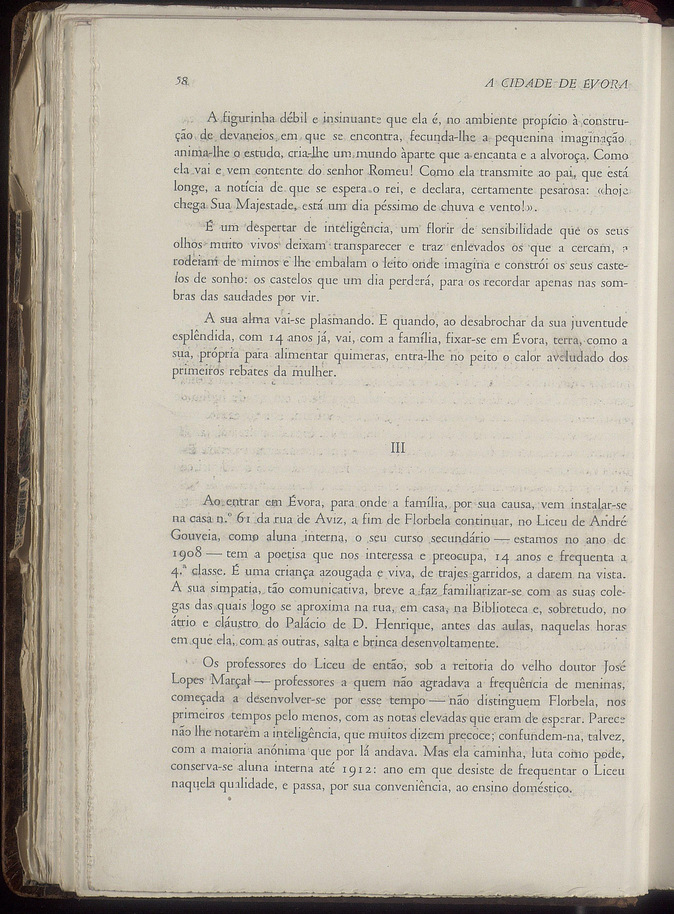 58
A CIDADE DE ÉVORA
A figurinha débil e insinuante que ela é, no ambiente propício à constru-
ção de devaneios em que se encontra, fecunda-lhe a pequenina imaginação
anima-lhe o estudo, cria-lhe um mundo àparte que a encanta e a alvoroça. Como
ela vai e vem contente do senhor Romeu! Como ela transmite ao pai, que está
longe, a notícia de que se espera o rei, e declara, certamente pesarosa: «hoje
chega Sua Majestade, está um dia péssimo de chuva e vento!».
É um despertar de inteligência, um florir de sensibilidade que os seus
olhos muito vivos deixam transparecer e traz enlevados os que a cercam, a
rodeiam de mimos e lhe embalam o leito onde imagina e constrói os seus caste-
los de sonho: os castelos que um dia perderá, para os recordar apenas nas som-
bras das saudades por vir.
A sua alma vai-se plasmando. E quando, ao desabrochar da sua juventude
esplêndida, com 14 anos já, vai, com a família, fixar-se em Évora, terra, como a
sua, própria para alimentar quimeras, entra-lhe no peito o calor aveludado dos
primeiros rebates da mulher.
III
Ao entrar em Évora, para onde a família, por sua causa, vem instalar-se
na casa n.º 61 da rua de Aviz, a fim de Florbela continuar, no Liceu de André
Gouveia, como aluna interna, o seu curso secundário — estamos no ano de
1908 — tem a poetisa que nos interessa e preocupa, 14 anos e frequenta a
4.ª classe. É uma criança azougada e viva, de trajes garridos, a darem na vista.
A sua simpatia, tão comunicativa, breve a faz familiarizar-se com as suas cole-
gas das quais logo se aproxima na rua, em casa, na Biblioteca e, sobretudo, no
átrio e cláustro do Palácio de D. Henrique, antes das aulas, naquelas horas
em que ela, com as outras, salta e brinca desenvoltamente.
Os professores do Liceu de então, sob a reitoria do velho doutor José
Lopes Marçal — professores a quem não agradava a frequência de meninas,
começada a desenvolver-se por esse tempo — não distinguem Florbela, nos
primeiros tempos pelo menos, com as notas elevadas que eram de esperar. Parece
não lhe notarem a inteligência, que muitos dizem precoce; confundem-na, talvez,
com a maioria anónima que por lá andava. Mas ela caminha, luta como pode,
conserva-se aluna interna até 1912: ano em que desiste de frequentar o Liceu
naquela qualidade, e passa, por sua conveniência, ao ensino doméstico.